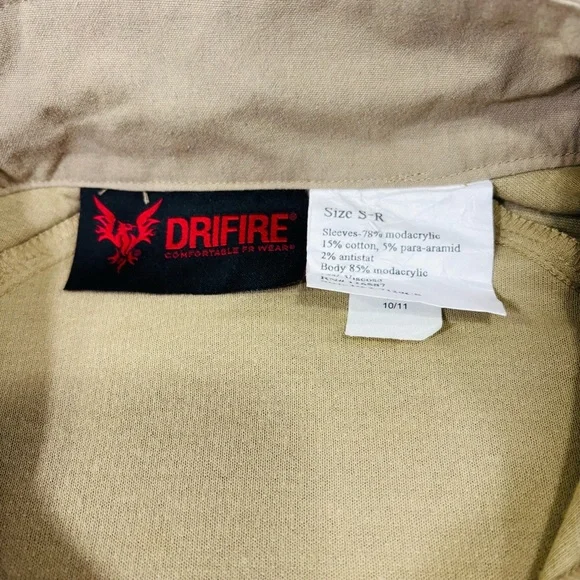 DRIFIRE®
COMFORTABLE FR WEAR®
Size S-R
Sleeves-78% modacrylic
15% cotton, 5% para-aramid
2% antistat
Body 85% modacrylic
10/11